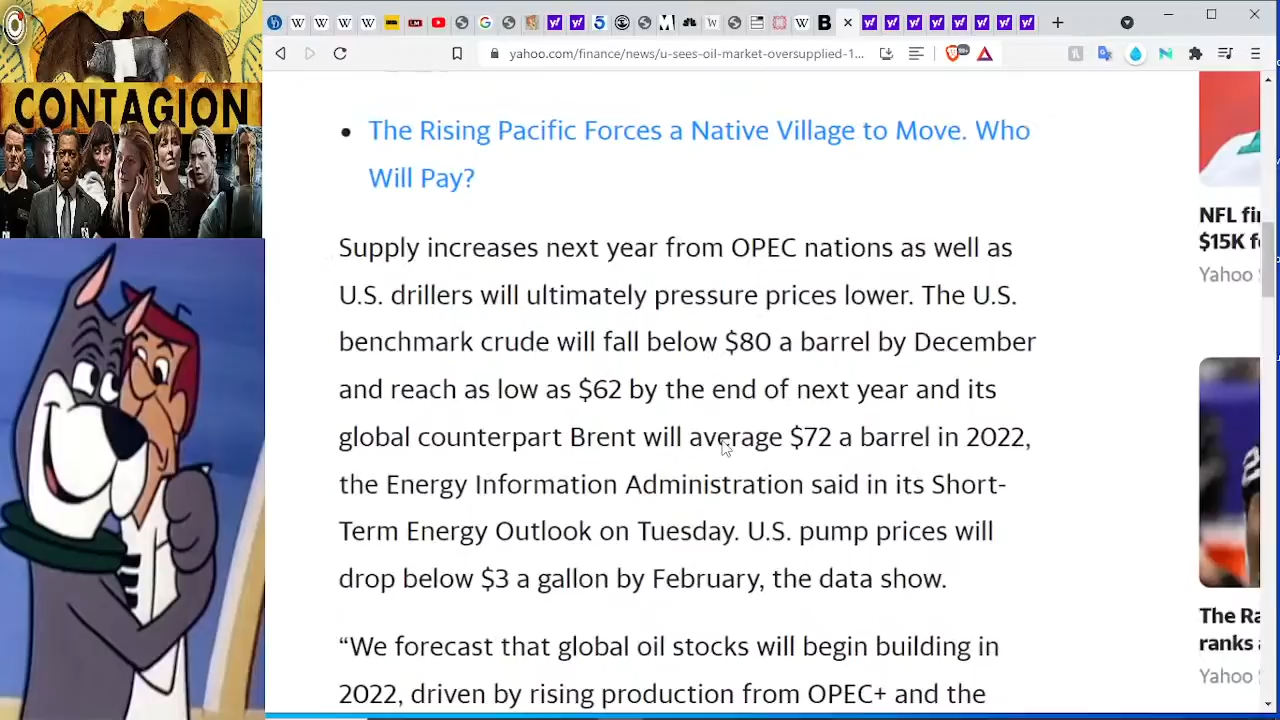 CONTAGION
yahoo.com/finance/news/u-sees-oil-market-oversupplied-1...
The Rising Pacific Forces a Native Village to Move. Who
Will Pay?
Supply increases next year from OPEC nations as well as
U.S. drillers will ultimately pressure prices lower. The U.S.
benchmark crude will fall below $80 a barrel by December
and reach as low as $62 by the end of next year and its
global counterpart Brent will average $72 a barrel in 2022,
the Energy Information Administration said in its Short-
Term Energy Outlook on Tuesday. U.S. pump prices will
drop below $3 a gallon by February, the data show.
“We forecast that global oil stocks will begin building in
2022, driven by rising production from OPEC+ and the
NFL fi
$15K f
Yahoo
The Ra
ranks
Yahoo